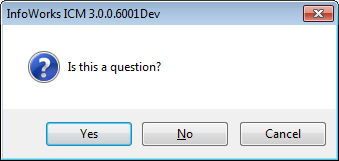 InfoWorks ICM 3.0.0.6001Dev
Is this a question?
Yes
No
Cancel